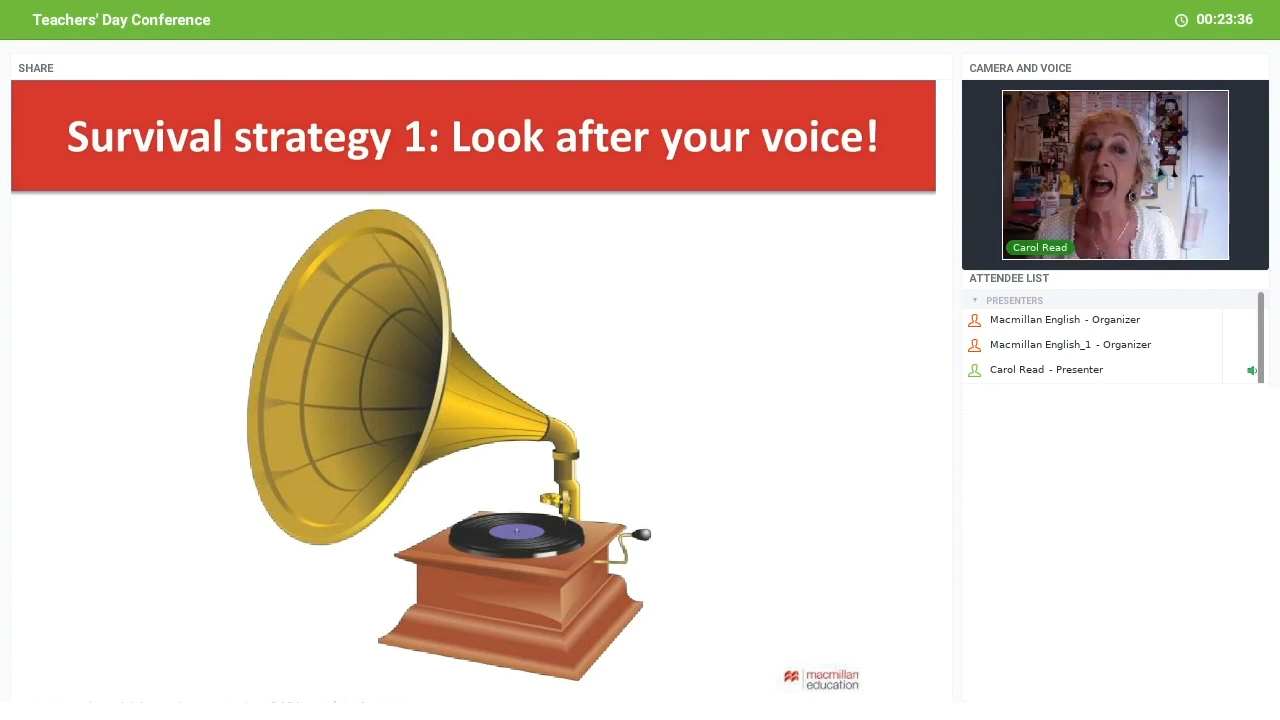 Teachers' Day Conference
00:23:36
SHARE
Survival strategy 1: Look after your voice!
macmillan
education
CAMERA AND VOICE
Carol Read
ATTENDEE LIST
PRESENTERS
Macmillan English - Organizer
Macmillan English_1 - Organizer
Carol Read - Presenter